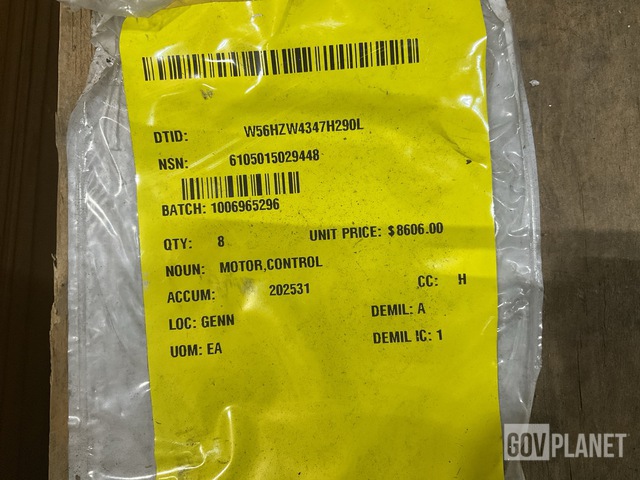 DTID: W56HZW4347H290L
NSN: 6105015029448
BATCH: 1006965296
QTY: 8 UNIT PRICE: $8606.00
NOUN: MOTOR,CONTROL
ACCUM: 202531 CC: H
LOC: GENN DEMIL: A
UOM: EA DEMIL IC: 1
GOVPLANET